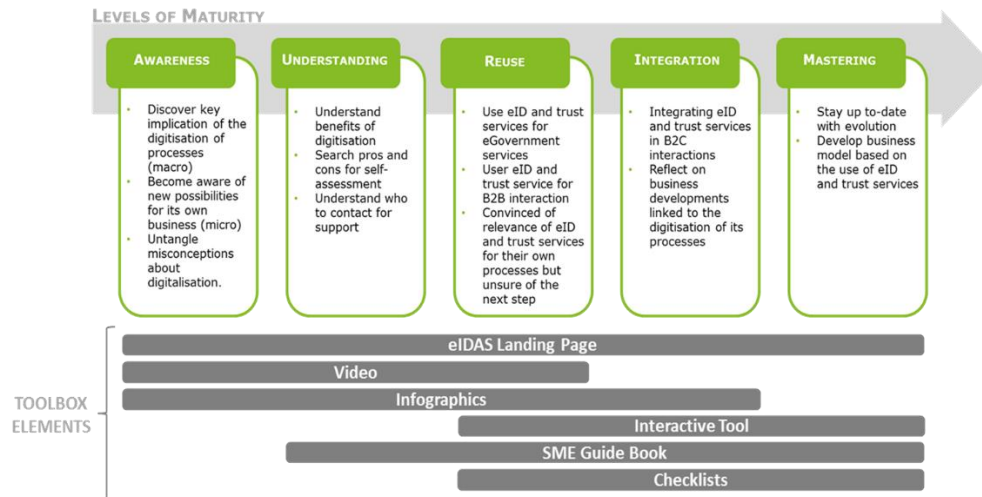 LEVELS OF MATURITY
AWARENESS
• Discover key
implication of the
digitisation of
processes
(macro)
• Become aware of
new possibilities
for its own
business (micro)
• Untangle
misconceptions
about
digitalisation.
UNDERSTANDING
• Understand
benefits of
digitisation
• Search pros and
cons for self-
assessment
• Understand who
to contact for
support
REUSE
• Use eID and trust
services for
eGovernment
services
• User eID and
trust service for
B2B interaction
• Convinced of
relevance of eID
and trust services
for their own
processes but
unsure of the
next step
INTEGRATION
• Integrating eID
and trust services
in B2C
interactions
• Reflect on
business
developments
linked to the
digitisation of its
processes
MASTERING
• Stay up to-date
with evolution
• Develop business
model based on
the use of eID
and trust services
TOOLBOX
ELEMENTS
eIDAS Landing Page
Video
Infographics
Interactive Tool
SME Guide Book
Checklists